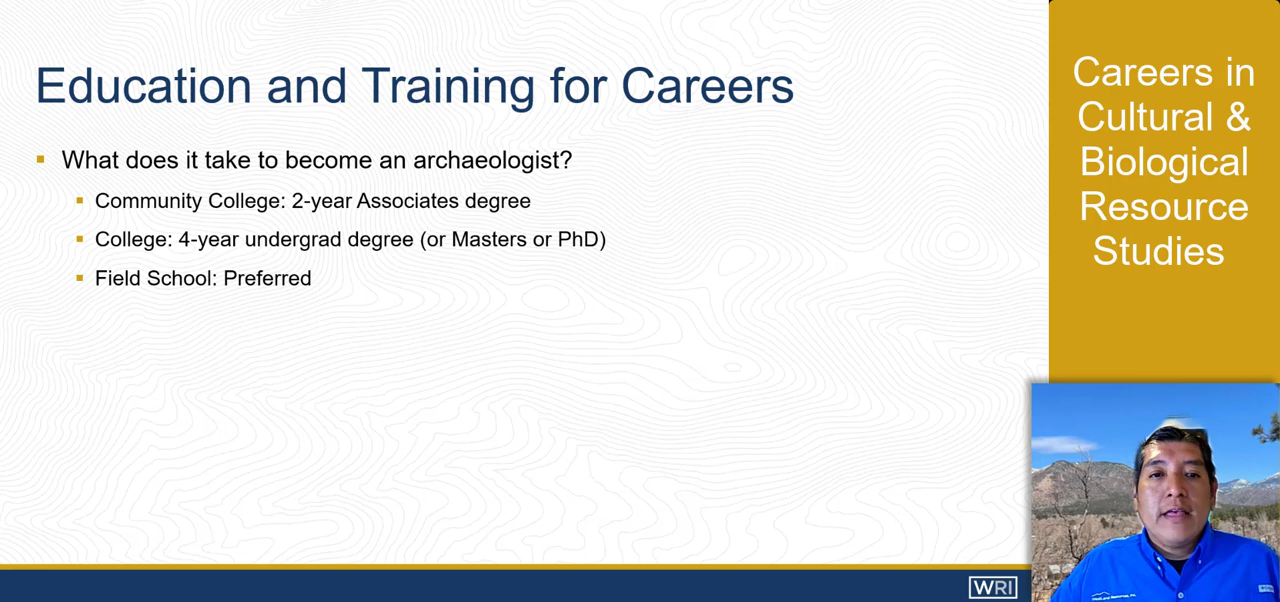 Education and Training for Careers
What does it take to become an archaeologist?
Community College: 2-year Associates degree
College: 4-year undergrad degree (or Masters or PhD)
Field School: Preferred
Careers in
Cultural &
Biological
Resource
Studies
WRI